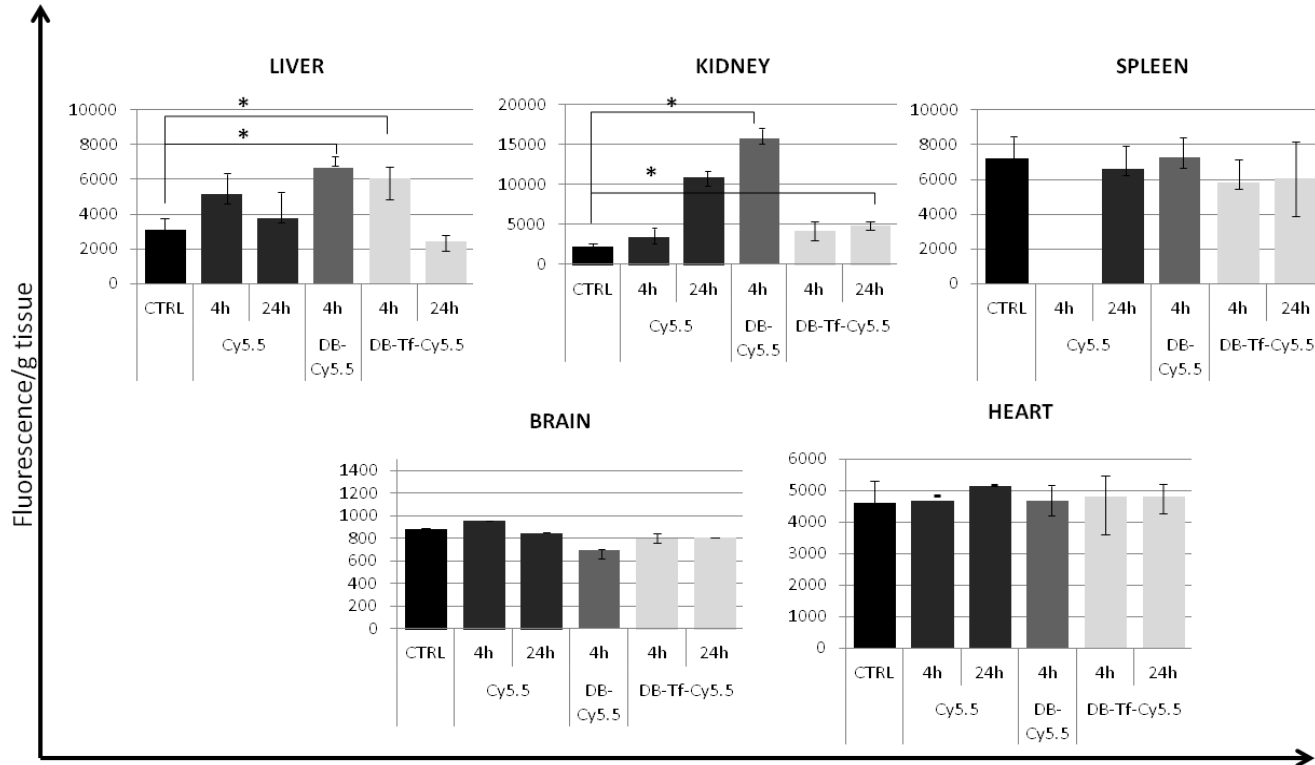 Fluorescence/g tissue
LIVER
*
*
10000
8000
6000
4000
2000
0
CTRL 4h 24h 4h 4h 24h
Cy5.5 DB- DB-Tf-Cy5.5
Cy5.5
KIDNEY
*
*
20000
15000
10000
5000
0
CTRL 4h 24h 4h 4h 24h
Cy5.5 DB- DB-Tf-Cy5.5
Cy5.5
SPLEEN
10000
8000
6000
4000
2000
0
CTRL 4h 24h 4h 4h 24h
Cy5.5 DB- DB-Tf-Cy5.5
Cy5.5
BRAIN
1400
1200
1000
800
600
400
200
0
CTRL 4h 24h 4h 4h 24h
Cy5.5 DB- DB-Tf-Cy5.5
Cy5.5
HEART
6000
5000
4000
3000
2000
1000
0
CTRL 4h 24h 4h 4h 24h
Cy5.5 DB- DB-Tf-Cy5.5
Cy5.5